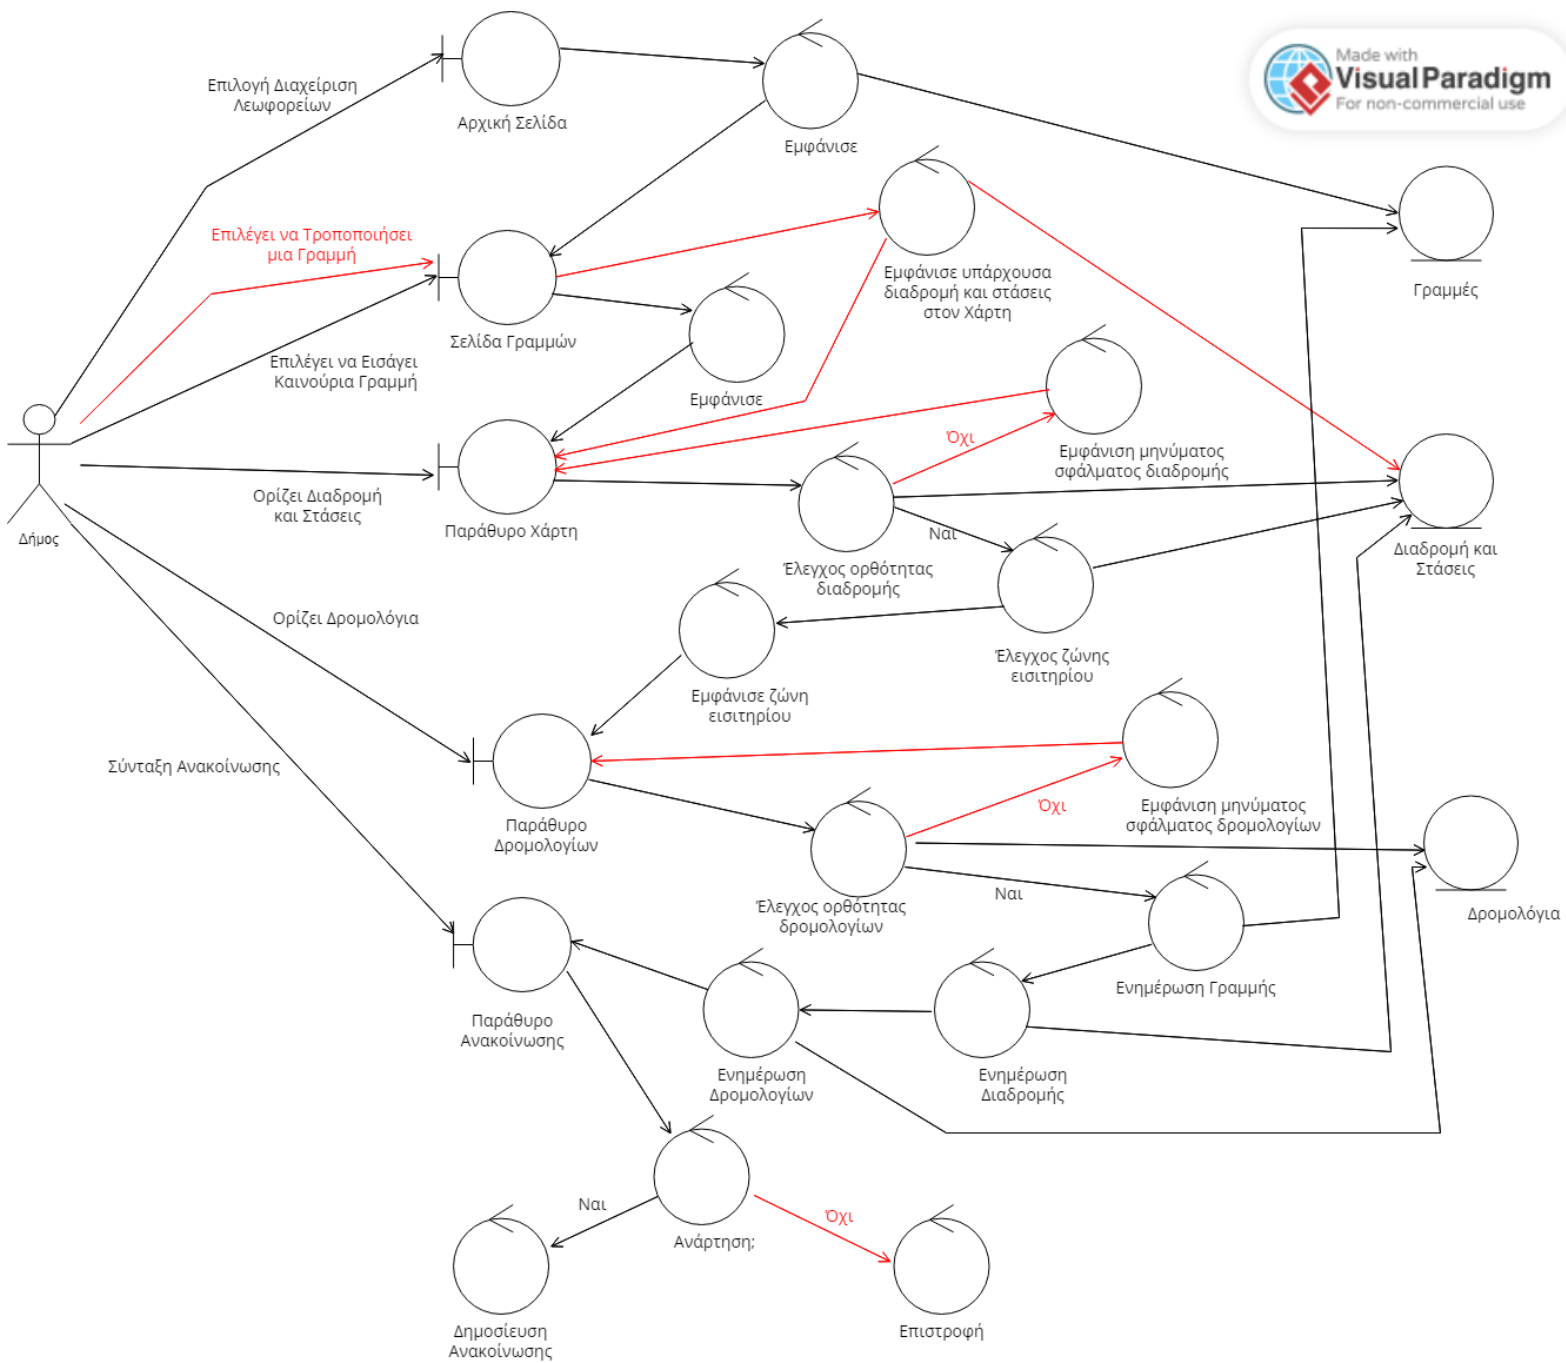 Made with
Visual Paradigm
For non-commercial use
Επιλογή Διαχείριση
Λεωφορείων
Αρχική Σελίδα
Εμφάνισε
Επιλέγει να Τροποποιήσει
μια Γραμμή
Εμφάνισε υπάρχουσα
διαδρομή και στάσεις
στον Χάρτη
Γραμμές
Σελίδα Γραμμών
Επιλέγει να Εισάγει
Καινούρια Γραμμή
Εμφάνισε
Όχι
Εμφάνιση μηνύματος
σφάλματος διαδρομής
Ορίζει Διαδρομή
και Στάσεις
Παράθυρο Χάρτη
Δήμος
Ναι
Έλεγχος ορθότητας
διαδρομής
Διαδρομή και
Στάσεις
Ορίζει Δρομολόγια
Έλεγχος ζώνης
εισιτηρίου
Εμφάνισε ζώνη
εισιτηρίου
Σύνταξη Ανακοίνωσης
Όχι
Εμφάνιση μηνύματος
σφάλματος δρομολογίων
Παράθυρο
Δρομολογίων
Ναι
Έλεγχος ορθότητας
δρομολογίων
Δρομολόγια
Ενημέρωση Γραμμής
Παράθυρο
Ανακοίνωσης
Ενημέρωση
Δρομολογίων
Ενημέρωση
Διαδρομής
Ναι
Όχι
Ανάρτηση;
Δημοσίευση
Ανακοίνωσης
Επιστροφή